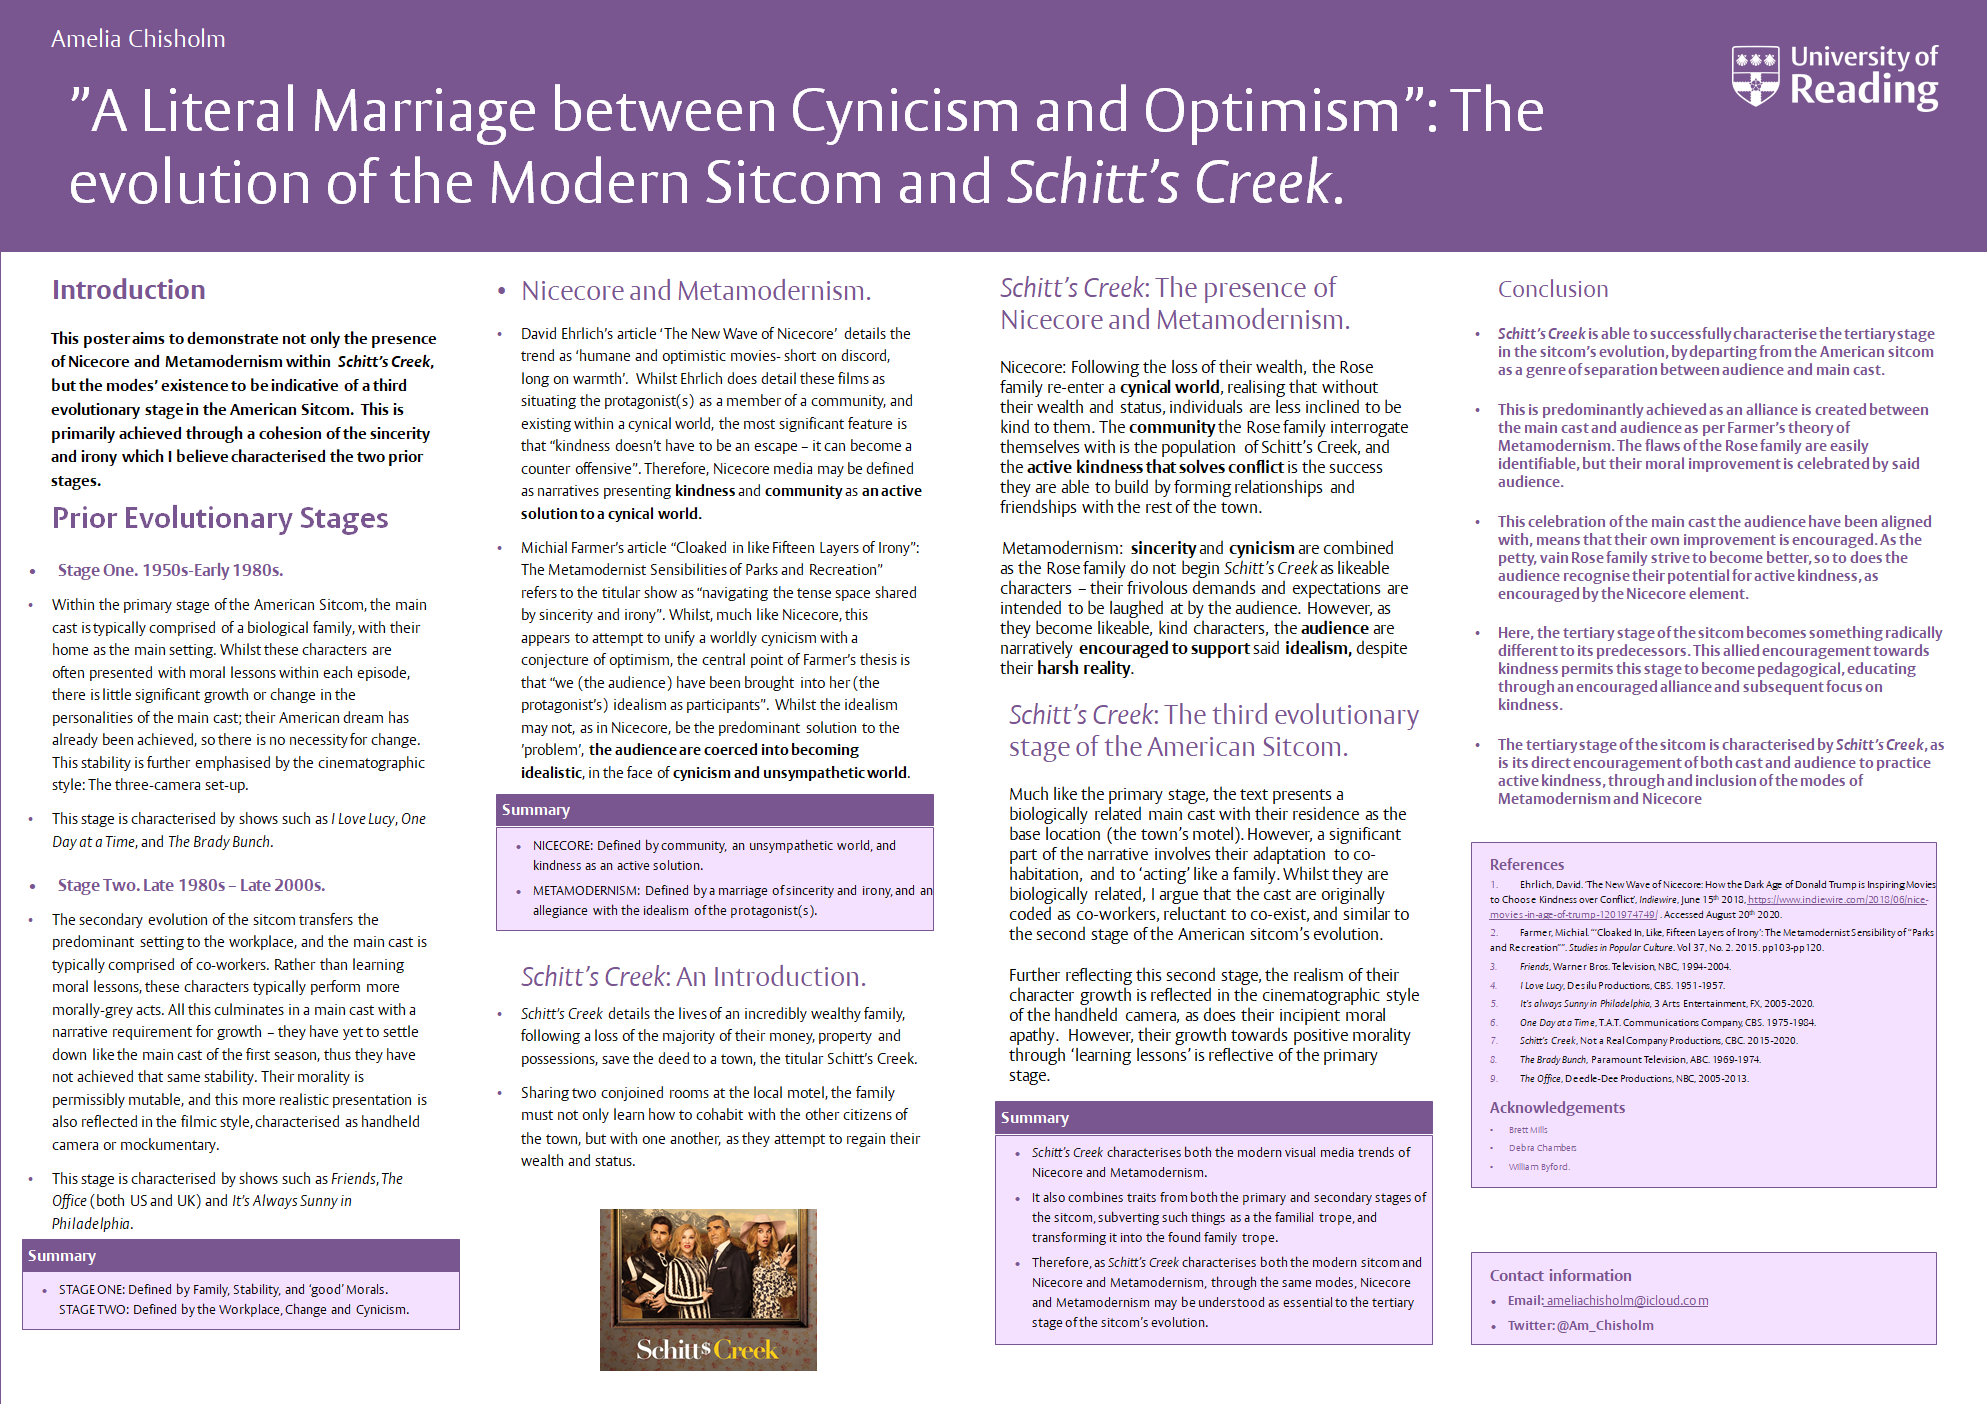 Amelia Chisholm
"A Literal Marriage between Cynicism and Optimism": The
evolution of the Modern Sitcom and Schitt's Creek.
University of
Reading
Introduction
This poster aims to demonstrate not only the presence
of Nicecore and Metamodernism within Schitt's Creek,
but the modes' existence to be indicative of a third
evolutionary stage in the American Sitcom. This is
primarily achieved through a cohesion of the sincerity
and irony which I believe characterised the two prior
stages.
Prior Evolutionary Stages
• Stage One. 1950s-Early 1980s.
• Within the primary stage of the American Sitcom, the main
cast is typically comprised of a biological family, with their
home as the main setting. Whilst these characters are
often presented with moral lessons within each episode,
there is little significant growth or change in the
personalities of the main cast; their American dream has
already been achieved, so there is no necessity for change.
This stability is further emphasised by the cinematographic
style: The three-camera set-up.
• This stage is characterised by shows such as I Love Lucy, One
Day at a Time, and The Brady Bunch.
• Stage Two. Late 1980s – Late 2000s.
• The secondary evolution of the sitcom transfers the
predominant setting to the workplace, and the main cast is
typically comprised of co-workers. Rather than learning
moral lessons, these characters typically perform more
morally-grey acts. All this culminates in a main cast with a
narrative requirement for growth – they have yet to settle
down like the main cast of the first season, thus they have
not achieved that same stability. Their morality is
permissibly mutable, and this more realistic presentation is
also reflected in the filmic style, characterised as handheld
camera or mockumentary.
• This stage is characterised by shows such as Friends, The
Office (both US and UK) and It's Always Sunny in
Philadelphia.
Summary
• STAGE ONE: Defined by Family, Stability, and 'good' Morals.
STAGE TWO: Defined by the Workplace, Change and Cynicism.
• Nicecore and Metamodernism.
• David Ehrlich's article 'The New Wave of Nicecore' details the
trend as 'humane and optimistic movies- short on discord,
long on warmth'. Whilst Ehrlich does detail these films as
situating the protagonist(s) as a member of a community, and
existing within a cynical world, the most significant feature is
that "kindness doesn't have to be an escape – it can become a
counter offensive". Therefore, Nicecore media may be defined
as narratives presenting kindness and community as an active
solution to a cynical world.
• Michial Farmer's article "Cloaked in like Fifteen Layers of Irony":
The Metamodernist Sensibilities of Parks and Recreation"
refers to the titular show as "navigating the tense space shared
by sincerity and irony". Whilst, much like Nicecore, this
appears to attempt to unify a worldly cynicism with a
conjecture of optimism, the central point of Farmer's thesis is
that "we (the audience) have been brought into her (the
protagonist's) idealism as participants". Whilst the idealism
may not, as in Nicecore, be the predominant solution to the
'problem', the audience are coerced into becoming
idealistic, in the face of cynicism and unsympathetic world.
Summary
• NICECORE: Defined by community, an unsympathetic world, and
kindness as an active solution.
• METAMODERNISM: Defined by a marriage of sincerity and irony, and an
allegiance with the idealism of the protagonist(s).
Schitt's Creek: An Introduction.
• Schitt's Creek details the lives of an incredibly wealthy family,
following a loss of the majority of their money, property and
possessions, save the deed to a town, the titular Schitt's Creek.
• Sharing two conjoined rooms at the local motel, the family
must not only learn how to cohabit with the other citizens of
the town, but with one another, as they attempt to regain their
wealth and status.
Schitt$ Creek
Schitt's Creek: The presence of
Nicecore and Metamodernism.
Nicecore: Following the loss of their wealth, the Rose
family re-enter a cynical world, realising that without
their wealth and status, individuals are less inclined to be
kind to them. The community the Rose family interrogate
themselves with is the population of Schitt's Creek, and
the active kindness that solves conflict is the success
they are able to build by forming relationships and
friendships with the rest of the town.
Metamodernism: sincerity and cynicism are combined
as the Rose family do not begin Schitt's Creek as likeable
characters – their frivolous demands and expectations are
intended to be laughed at by the audience. However, as
they become likeable, kind characters, the audience are
narratively encouraged to support said idealism, despite
their harsh reality.
Schitt's Creek: The third evolutionary
stage of the American Sitcom.
Much like the primary stage, the text presents a
biologically related main cast with their residence as the
base location (the town's motel). However, a significant
part of the narrative involves their adaptation to co-
habitation, and to 'acting' like a family. Whilst they are
biologically related, I argue that the cast are originally
coded as co-workers, reluctant to co-exist, and similar to
the second stage of the American sitcom's evolution.
Further reflecting this second stage, the realism of their
character growth is reflected in the cinematographic style
of the handheld camera, as does their incipient moral
apathy. However, their growth towards positive morality
through 'learning lessons' is reflective of the primary
stage.
Summary
• Schitt's Creek characterises both the modern visual media trends of
Nicecore and Metamodernism.
• It also combines traits from both the primary and secondary stages of
the sitcom, subverting such things as a the familial trope, and
transforming it into the found family trope.
• Therefore, as Schitt's Creek characterises both the modern sitcom and
Nicecore and Metamodernism, through the same modes, Nicecore
and Metamodernism may be understood as essential to the tertiary
stage of the sitcom's evolution.
Conclusion
• Schitt's Creek is able to successfully characterise the tertiary stage
in the sitcom's evolution, by departing from the American sitcom
as a genre of separation between audience and main cast.
• This is predominantly achieved as an alliance is created between
the main cast and audience as per Farmer's theory of
Metamodernism. The flaws of the Rose family are easily
identifiable, but their moral improvement is celebrated by said
audience.
• This celebration of the main cast the audience have been aligned
with, means that their own improvement is encouraged. As the
petty, vain Rose family strive to become better, so to does the
audience recognise their potential for active kindness, as
encouraged by the Nicecore element.
• Here, the tertiary stage of the sitcom becomes something radically
different to its predecessors. This allied encouragement towards
kindness permits this stage to become pedagogical, educating
through an encouraged alliance and subsequent focus on
kindness.
• The tertiary stage of the sitcom is characterised by Schitt's Creek, as
is its direct encouragement of both cast and audience to practice
active kindness, through and inclusion of the modes of
Metamodernism and Nicecore
References
1. Ehrlich, David. 'The New Wave of Nicecore: How the Dark Age of Donald Trump is Inspiring Movies
to Choose Kindness over Conflict', Indiewire, June 15th 2018, https://www.indiewire.com/2018/06/nice-
movies-in-age-of-trump-1201974749/ . Accessed August 20th 2020.
2. Farmer, Michial. "'Cloaked In, Like, Fifteen Layers of Irony': The Metamodernist Sensibility of "Parks
and Recreation"". Studies in Popular Culture. Vol 37, No. 2. 2015. pp103-pp120.
3. Friends, Warner Bros. Television, NBC, 1994-2004.
4. I Love Lucy, Desilu Productions, CBS. 1951-1957.
5. It's always Sunny in Philadelphia, 3 Arts Entertainment, FX, 2005-2020.
6. One Day at a Time, T.A.T. Communications Company, CBS. 1975-1984.
7. Schitt's Creek, Not a Real Company Productions, CBC. 2015-2020.
8. The Brady Bunch, Paramount Television, ABC. 1969-1974.
9. The Office, Deedle-Dee Productions, NBC, 2005-2013.
Acknowledgements
• Brett Mills
• Debra Chambers
• William Byford.
Contact information
• Email: ameliachisholm@icloud.com
• Twitter: @Am_Chisholm